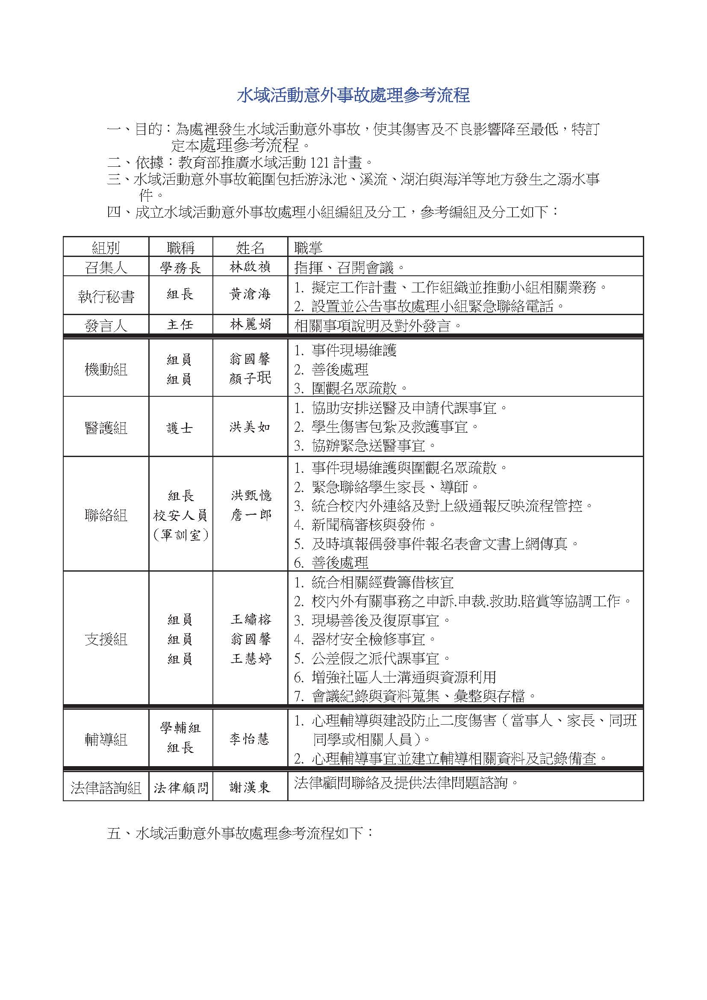 水域活動意外事故處理參考流程
一、目的：為處裡發生水域活動意外事故，使其傷害及不良影響降至最低，特訂
定本處理參考流程。
二、依據：教育部推廣水域活動 121 計畫。
三、水域活動意外事故範圍包括游泳池、溪流、湖泊與海洋等地方發生之溺水事
件。
四、成立水域活動意外事故處理小組編組及分工，參考編組及分工如下：
組別 職稱 姓名 職掌
召集人 學務長 林啟禎 指揮、召開會議。
執行秘書 組長 黃滄海
1. 擬定工作計畫、工作組織並推動小組相關業務。
2. 設置並公告事故處理小組緊急聯絡電話。
發言人 主任 林麗娟 相關事項說明及對外發言。
機動組
組員 翁國馨
組員 顏子珉
1. 事件現場維護
2. 善後處理
3. 圍觀名眾疏散。
醫護組 護士 洪美如
1. 協助安排送醫及申請代課事宜。
2. 學生傷害包紮及救護事宜。
3. 協辦緊急送醫事宜。
聯絡組
組長 洪甄憶
校安人員 詹一郎
（軍訓室）
1. 事件現場維護與圍觀名眾疏散。
2. 緊急聯絡學生家長、導師。
3. 統合校內外連絡及對上級通報反映流程管控。
4. 新聞稿審核與發佈。
5. 及時填報偶發事件報名表會文書上網傳真。
6. 善後處理
支援組
組員 王繡榕
組員 翁國馨
組員 王慧婷
1. 統合相關經費籌借核宜
2. 校內外有關事務之申訴.申裁.救助.賠賞等協調工作。
3. 現場善後及復原事宜。
4. 器材安全檢修事宜。
5. 公差假之派代課事宜。
6. 增強社區人士溝通與資源利用
7. 會議紀錄與資料蒐集、彙整與存檔。
輔導組
學輔組
組長
李怡慧
1. 心理輔導與建設防止二度傷害（當事人、家長、同班
同學或相關人員）。
2. 心理輔導事宜並建立輔導相關資料及記錄備查。
法律諮詢組 法律顧問 謝漢東 法律顧問聯絡及提供法律問題諮詢。
五、水域活動意外事故處理參考流程如下：